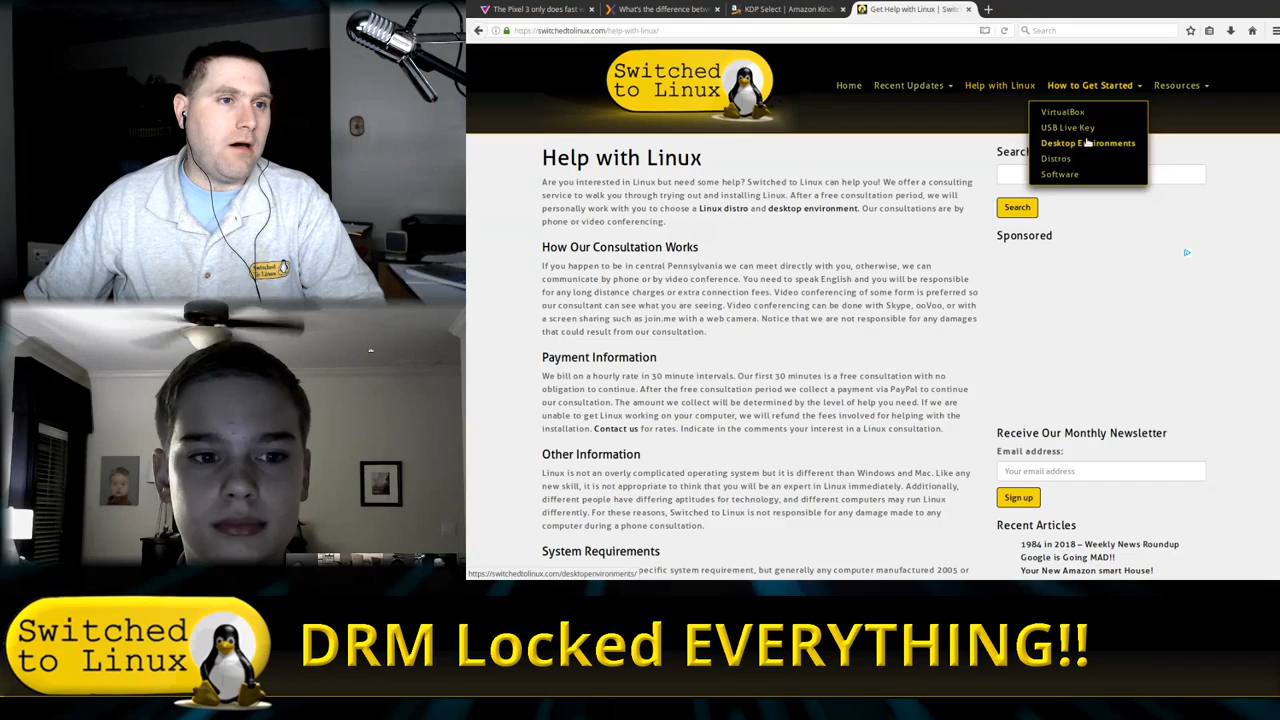 The Pixel 3 only does fast w
What's the difference betw
KDP Select | Amazon Kindl
Get Help with Linux | Switc
https://switchedtolinux.com/help-with-linux/
Search
Switched
to Linux
Home
Recent Updates
Help with Linux
How to Get Started
Resources
VirtualBox
USB Live Key
Desktop Environments
Distros
Software
Help with Linux
Are you interested in Linux but need some help? Switched to Linux can help you! We offer a consulting
service to walk you through trying out and installing Linux. After a free consultation period, we will
personally work with you to choose a Linux distro and desktop environment. Our consultations are by
phone or video conferencing.
How Our Consultation Works
If you happen to be in central Pennsylvania we can meet directly with you, otherwise, we can
communicate by phone or by video conference. You need to speak English and you will be responsible
for any long distance charges or extra connection fees. Video conferencing of some form is preferred so
our consultant can see what you are seeing. Video conferencing can be done with Skype, ooVoo, or with
a screen sharing such as join.me with a web camera. Notice that we are not responsible for any damages
that could result from our consultation.
Payment Information
We bill on a hourly rate in 30 minute intervals. Our first 30 minutes is a free consultation with no
obligation to continue. After the free consultation period we collect a payment via PayPal to continue
our consultation. The amount we collect will be determined by the level of help you need. If we are
unable to get Linux working on your computer, we will refund the fees involved for helping with the
installation. Contact us for rates. Indicate in the comments your interest in a Linux consultation.
Other Information
Linux is not an overly complicated operating system but it is different than Windows and Mac. Like any
new skill, it is not appropriate to think that you will be an expert in Linux immediately. Additionally,
different people have differing aptitudes for technology, and different computers may run Linux
differently. For these reasons, Switched to Linux is not responsible for any damage made to any
computer during a phone consultation.
System Requirements
specific system requirement, but generally any computer manufactured 2005 or
https://switchedtolinux.com/desktopenvironments/
Search
Sponsored
Receive Our Monthly Newsletter
Email address:
Your email address
Sign up
Recent Articles
1984 in 2018 – Weekly News Roundup
Google is Going MAD!!
Your New Amazon smart House!
Switched
to Linux
Switched
to Linux
DRM Locked EVERYTHING!!